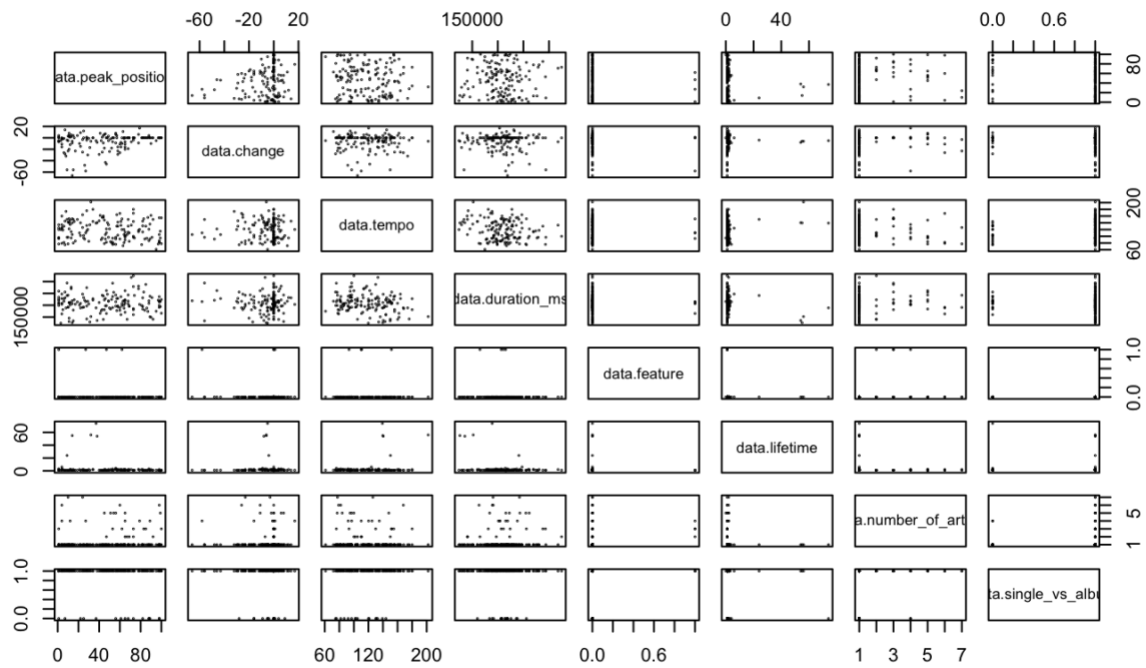 -60 -20 20 150000 0 40 0.0 0.6
ata.peak_positio 0 80
-60 20 data.change
data.tempo 60 200
150000 data.duration_ms
data.feature 0.0 1.0
0 60 data.lifetime
a.number_of_art 1 5
0.0 1.0 ta.single_vs_albu
0 40 80 60 120 200 0.0 0.6 1 3 5 7